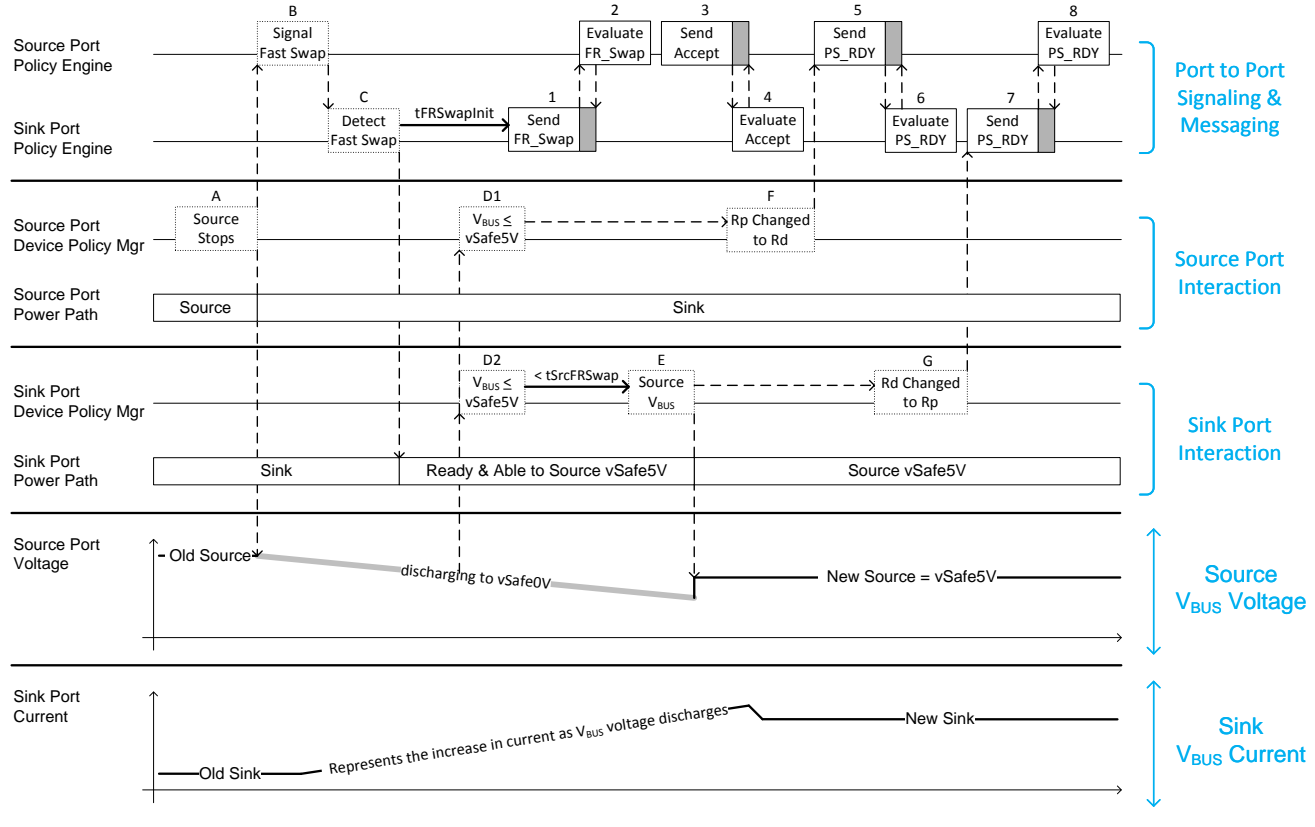 B
2
3
5
8
Source Port
Policy Engine
Signal
Fast Swap
Evaluate
FR_Swap
Send
Accept
Send
PS_RDY
Evaluate
PS_RDY
Port to Port
Signaling &
Messaging
C
tFRSwapInit
1
4
6
7
Sink Port
Policy Engine
Detect
Fast Swap
Send
FR_Swap
Evaluate
Accept
Evaluate
PS_RDY
Send
PS_RDY
A
D1
F
Source Port
Device Policy Mgr
Source
Stops
VBUS ≤
vSafe5V
Rp Changed
to Rd
Source Port
Interaction
Source Port
Power Path
Source
Sink
D2
< tSrcFRSwap
E
G
Sink Port
Device Policy Mgr
VBUS ≤
vSafe5V
Source
VBUS
Rd Changed
to Rp
Sink Port
Interaction
Sink Port
Power Path
Sink
Ready & Able to Source vSafe5V
Source vSafe5V
Source Port
Voltage
Old Source
discharging to vSafe0V
New Source = vSafe5V
Source
VBUS Voltage
Sink Port
Current
Old Sink
Represents the increase in current as VBUS voltage discharges
New Sink
Sink
VBUS Current